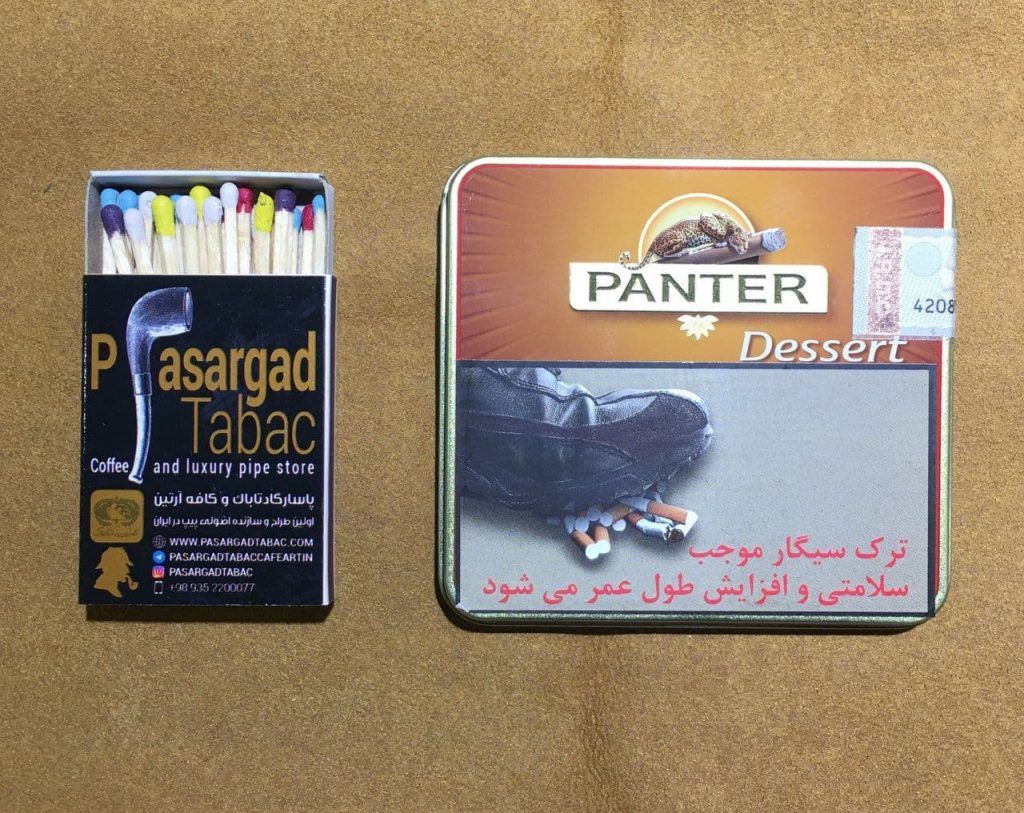 Pasargad
Tabac
Coffee and luxury pipe store
پاسارگاد تاباک و کافه آرتین
اولین طراح و سازنده اصولی پیپ در ایران
WWW.PASARGADTABAC.COM
PASARGADTABACCAFEARTIN
PASARGADTABAC
+98 935 2200077
PANTER
Dessert
4208
ترک سیگار موجب
سلامتی و افزایش طول عمر می شود